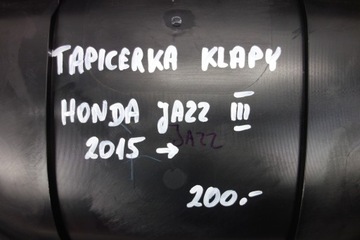 TAPICERKA KLAPY
HONDA JAZZ III
JAZZ
2015 →
200.-